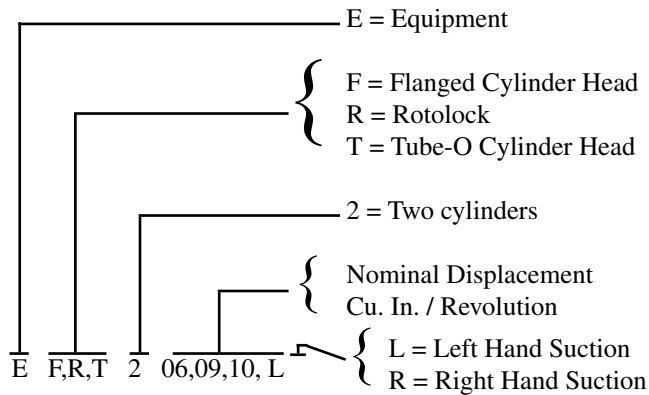 E = Equipment
F = Flanged Cylinder Head
R = Rotolock
T = Tube-O Cylinder Head
2 = Two cylinders
Nominal Displacement
Cu. In. / Revolution
L = Left Hand Suction
R = Right Hand Suction
E F,R,T 2 06,09,10, L